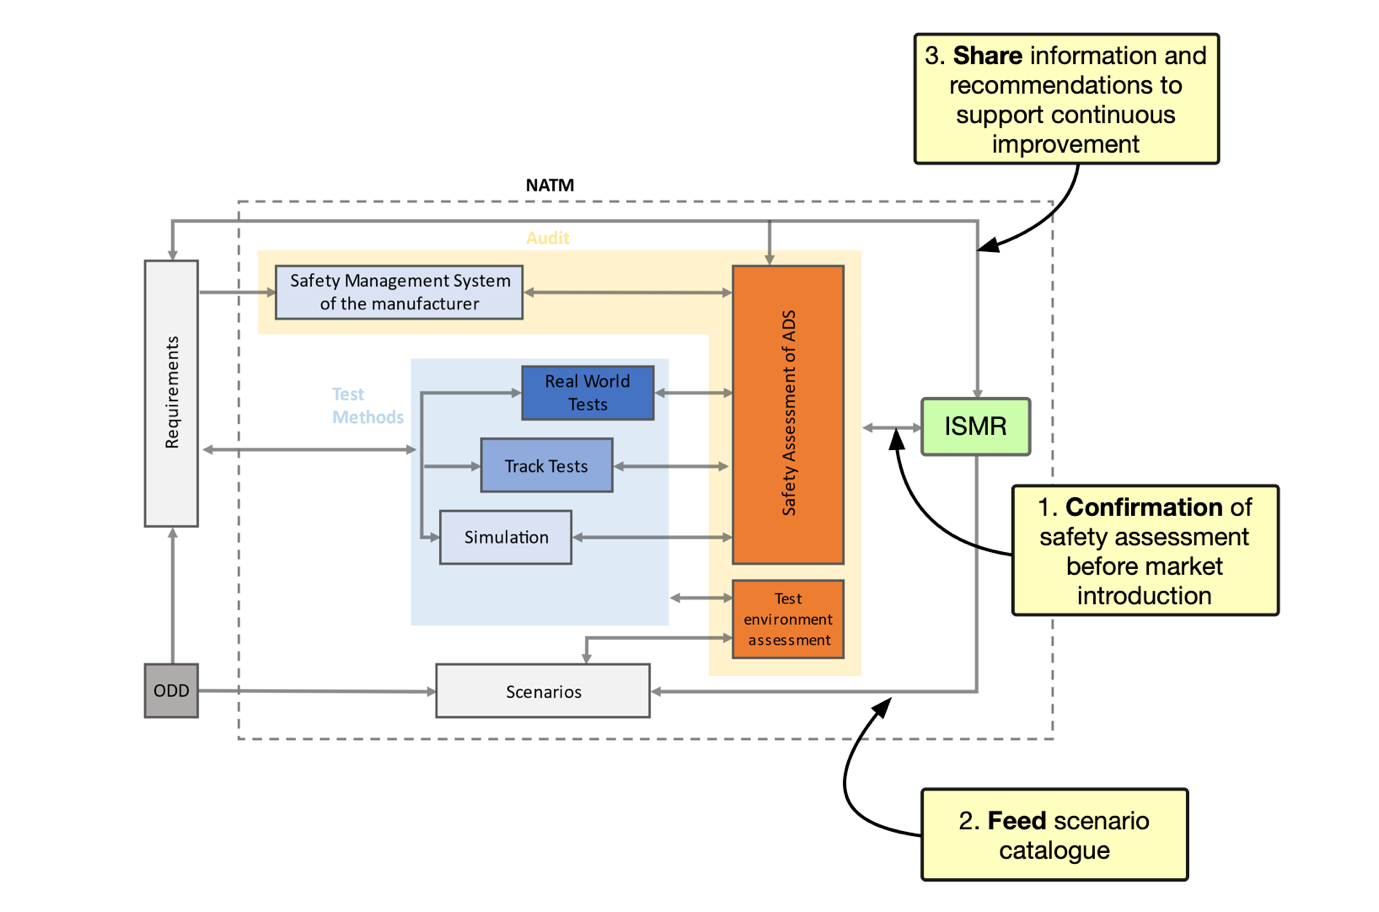 3. Share information and
recommendations to
support continuous
improvement
NATM
Audit
Safety Management System
of the manufacturer
Requirements
Safety Assessment of ADS
Test
Methods
Real World
Tests
Track Tests
Simulation
ISMR
1. Confirmation of
safety assessment
before market
introduction
Test
environment
assessment
ODD
Scenarios
2. Feed scenario
catalogue